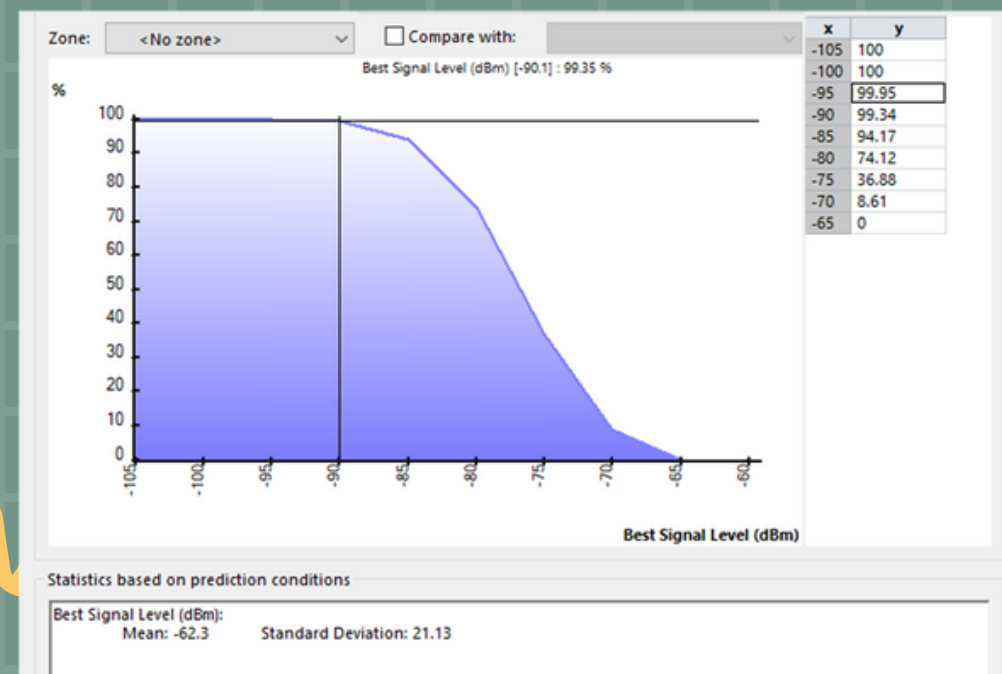 Zone: <No zone> Compare with:
Best Signal Level (dBm) [-90.1] : 99.35 %
%
100
90
80
70
60
50
40
30
20
10
0
-105 -100 -95 -90 -85 -80 -75 -70 -65 -60
Best Signal Level (dBm)
x y
-105 100
-100 100
-95 99.95
-90 99.34
-85 94.17
-80 74.12
-75 36.88
-70 8.61
-65 0
Statistics based on prediction conditions
Best Signal Level (dBm):
Mean: -62.3 Standard Deviation: 21.13